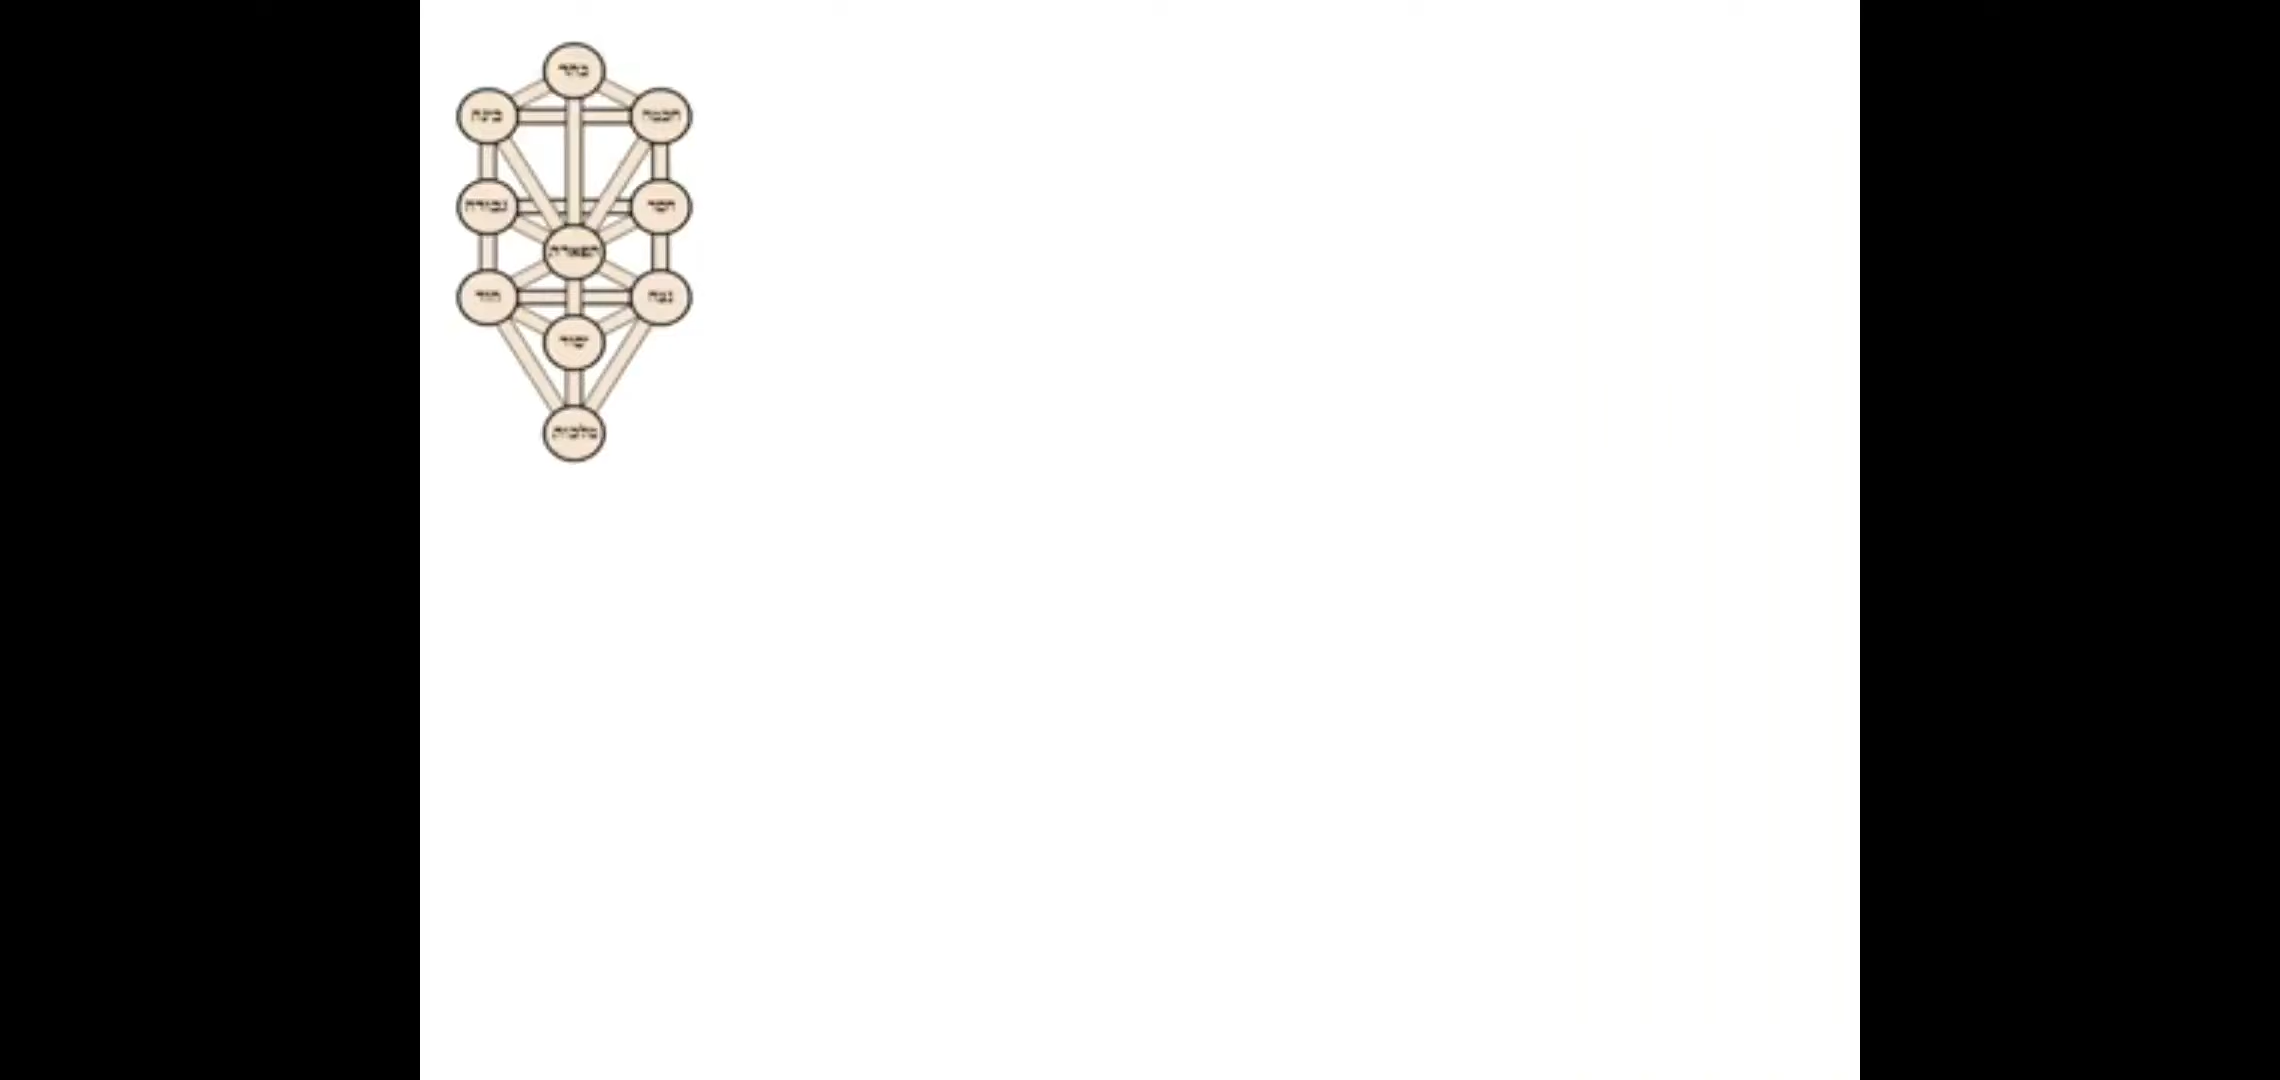 כתר
בינה
חכמה
גבורה
חסד
תפארת
הוד
נצח
יסוד
מלכות